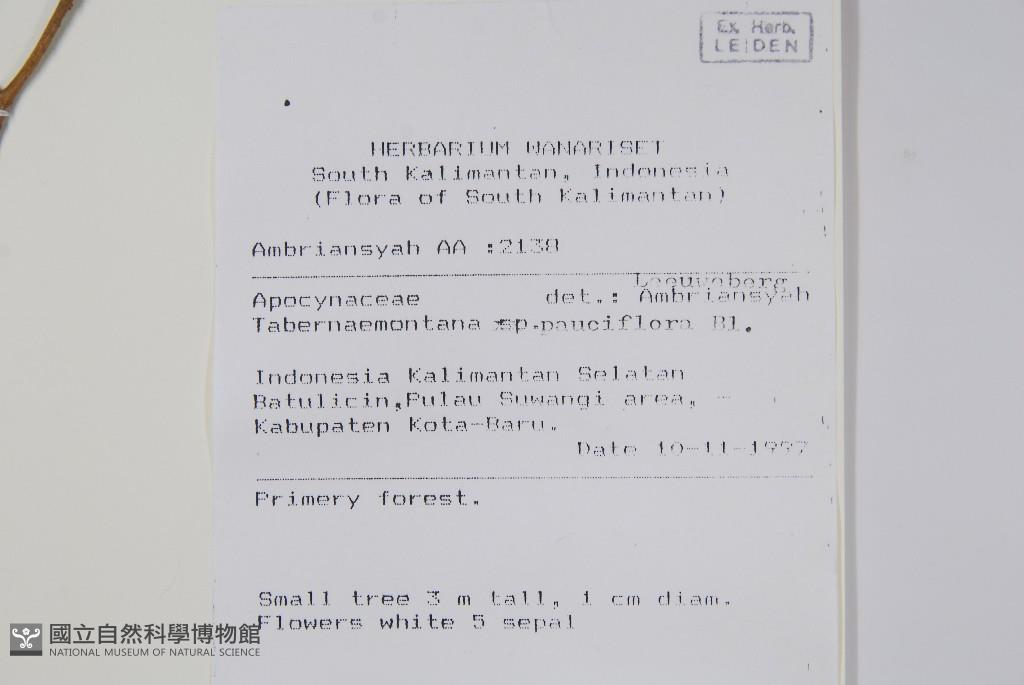 Ex. Herb.
LEIDEN
HERBARIUM WANARISET
South Kalimantan, Indonesia
(Flora of South Kalimantan)
Ambriansyah AA :2138
Leeuweberg
Apocynaceae det.: Ambriansyah
Tabernaemontana sp.pauciflora Bl.
Indonesia Kalimantan Selatan
Batulicin,Pulau Suwangi area,
Kabupaten Kota-Baru.
Date 10-11-1997
Primery forest.
Small tree 3 m tall, 1 cm diam.
Flowers white 5 sepal
國立自然科學博物館
NATIONAL MUSEUM OF NATURAL SCIENCE